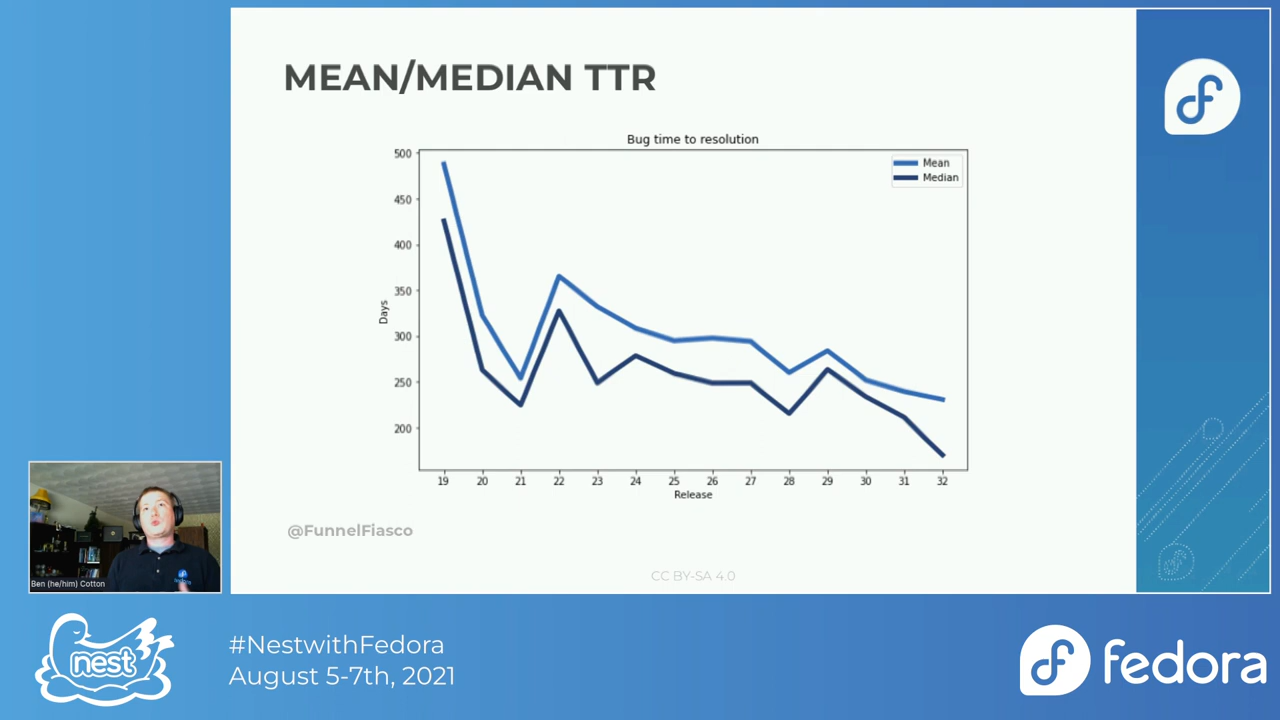 MEAN/MEDIAN TTR
Bug time to resolution
Mean
Median
500
450
400
350
300
250
200
Days
19 20 21 22 23 24 25 26 27 28 29 30 31 32
Release
@FunnelFiasco
CC BY-SA 4.0
Ben (he/him) Cotton
nest
#NestwithFedora
August 5-7th, 2021
fedora